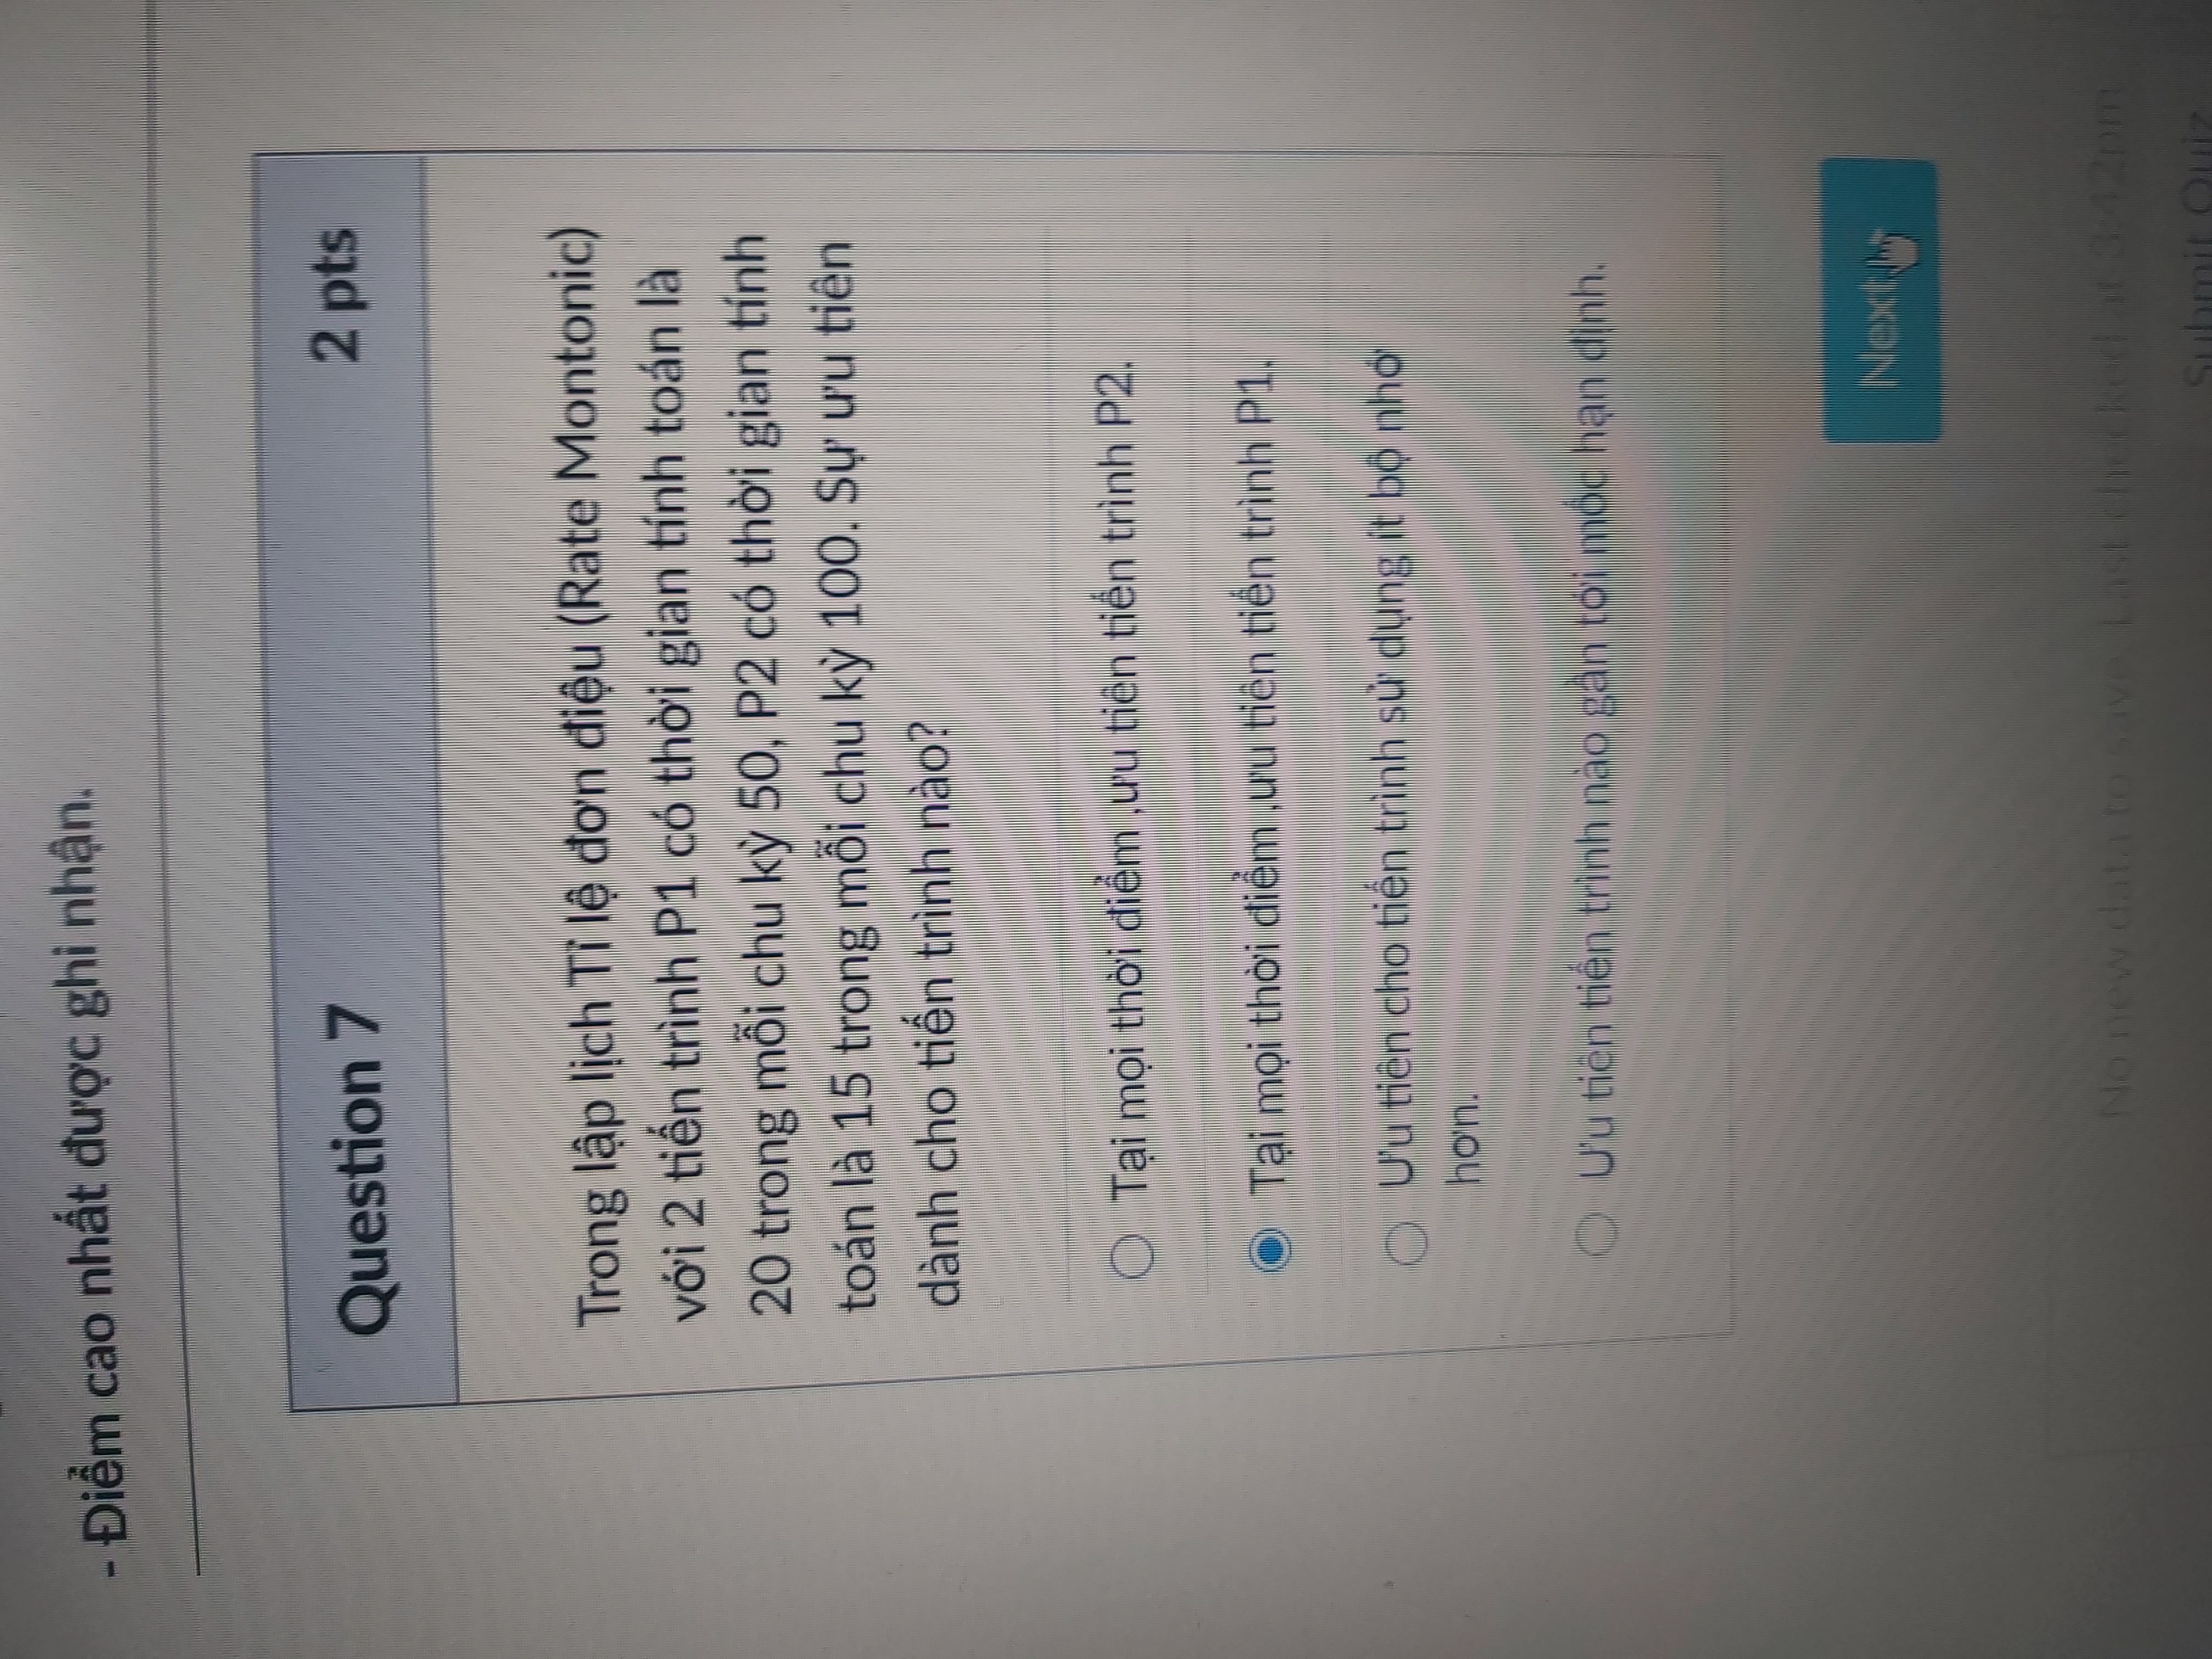 - Điểm cao nhất được ghi nhận.
Question 7
2 pts
Trong lập lịch Tỉ lệ đơn điệu (Rate Montonic)
với 2 tiến trình P1 có thời gian tính toán là
20 trong mỗi chu kỳ 50, P2 có thời gian tính
toán là 15 trong mỗi chu kỳ 100. Sự ưu tiên
dành cho tiến trình nào?
Tại mọi thời điểm ,ưu tiên tiến trình P2.
Tại mọi thời điểm ,ưu tiên tiến trình P1.
Ưu tiên cho tiến trình sử dụng ít bộ nhớ
hơn.
Ưu tiên tiến trình nào gần tới mốc hạn định.
Next
No new data to save. Last checked at 3:42pm
Submit Quiz